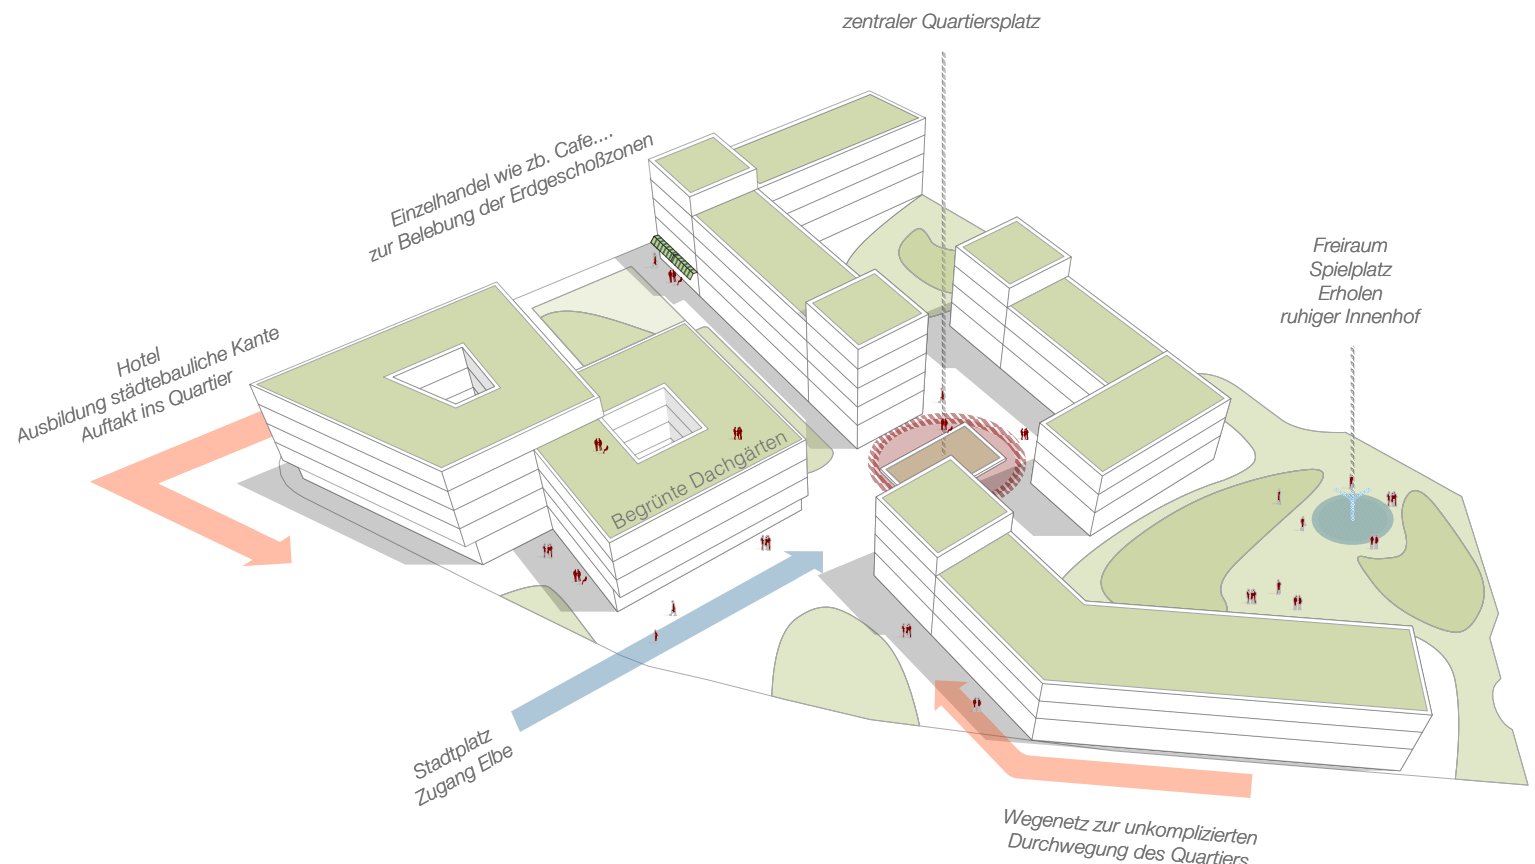 zentraler Quartiersplatz
Einzelhandel wie zb. Cafe....
zur Belebung der Erdgeschoßzonen
Freiraum
Spielplatz
Erholen
ruhiger Innenhof
Hotel
Ausbildung städtebauliche Kante
Auftakt ins Quartier
Begrünte Dachgärten
Stadtplatz
Zugang Elbe
Wegenetz zur unkomplizierten
Durchwegung des Quartiers